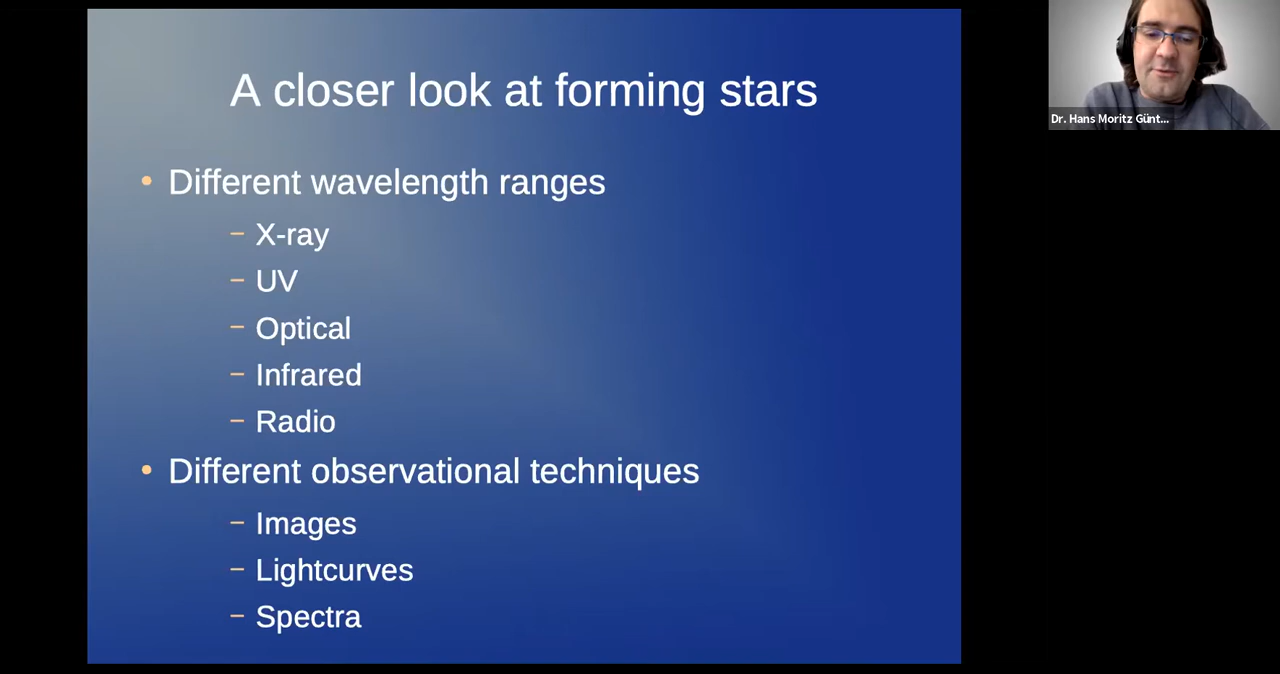 A closer look at forming stars
• Different wavelength ranges
– X-ray
– UV
– Optical
– Infrared
– Radio
• Different observational techniques
– Images
– Lightcurves
– Spectra
Dr. Hans Moritz Günt...